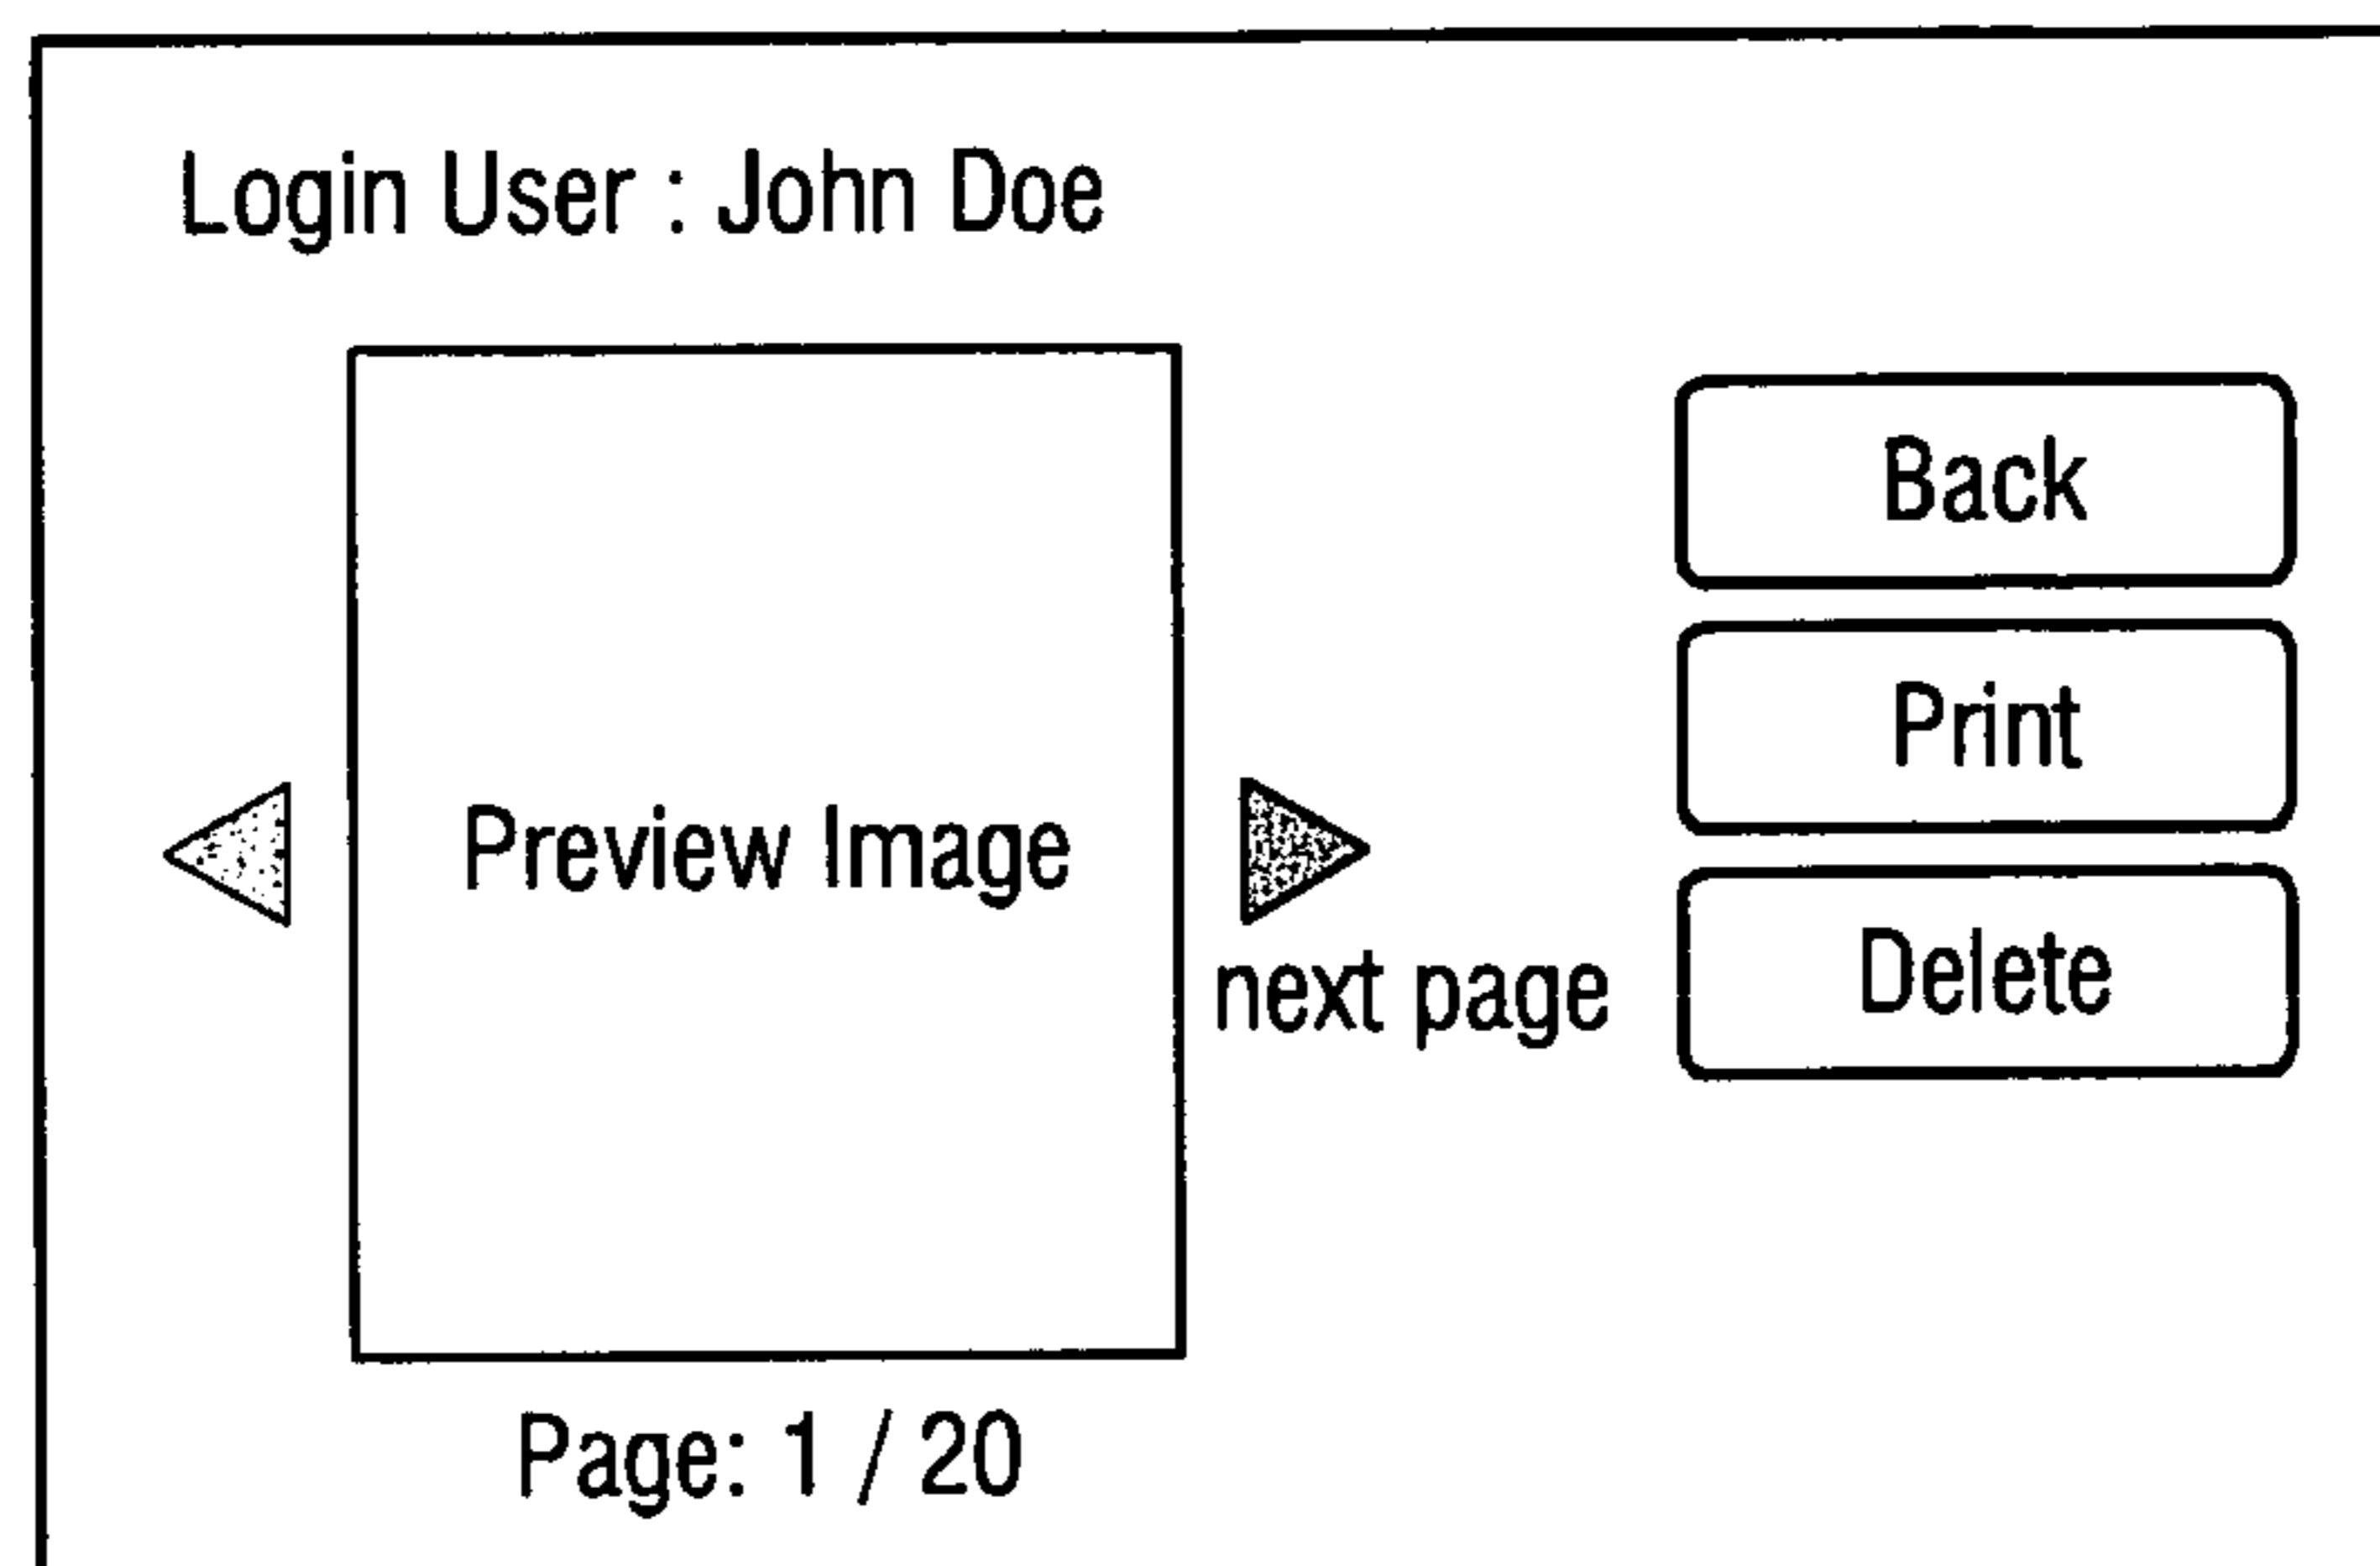 Login User : John Doe
Back
Print
Preview Image
next page
Delete
Page: 1 / 20